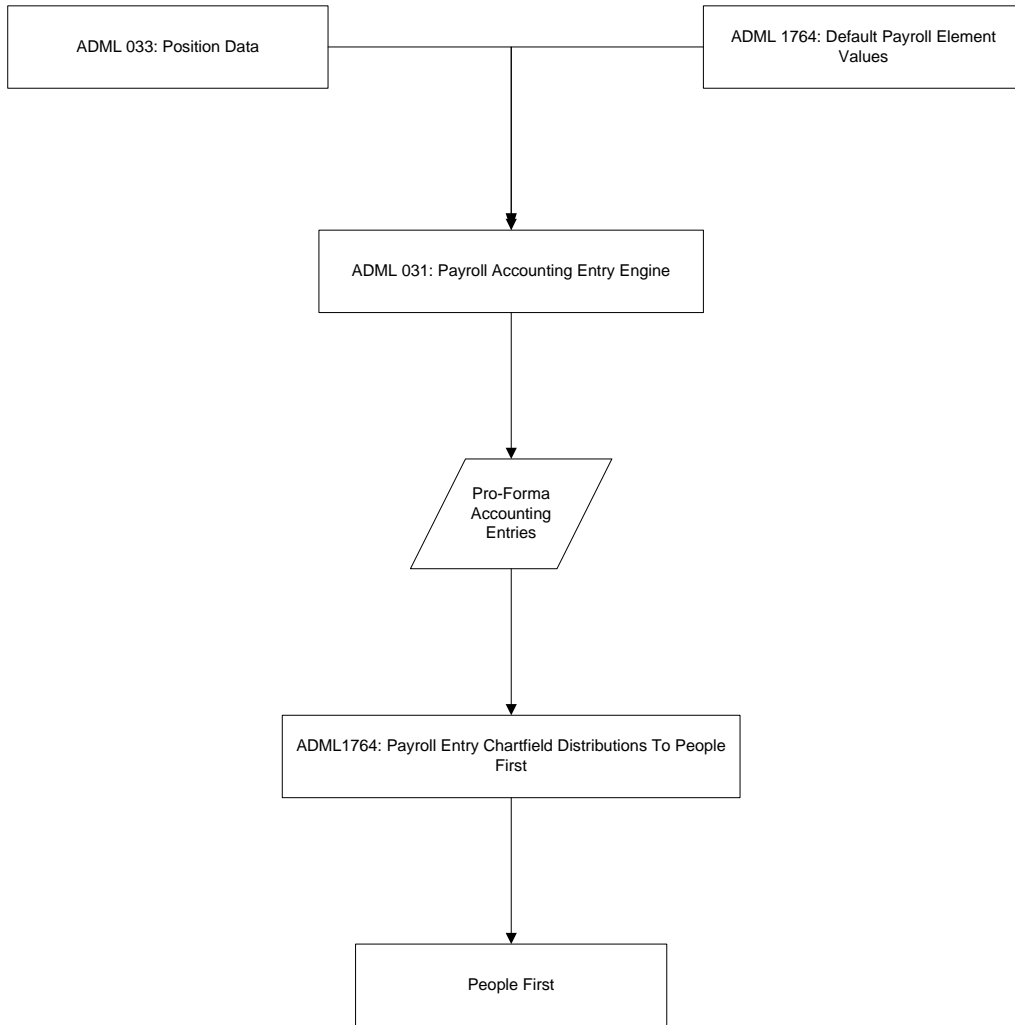 ADML 033: Position Data
ADML 1764: Default Payroll Element
Values
ADML 031: Payroll Accounting Entry Engine
Pro-Forma
Accounting
Entries
ADML1764: Payroll Entry Chartfield Distributions To People
First
People First